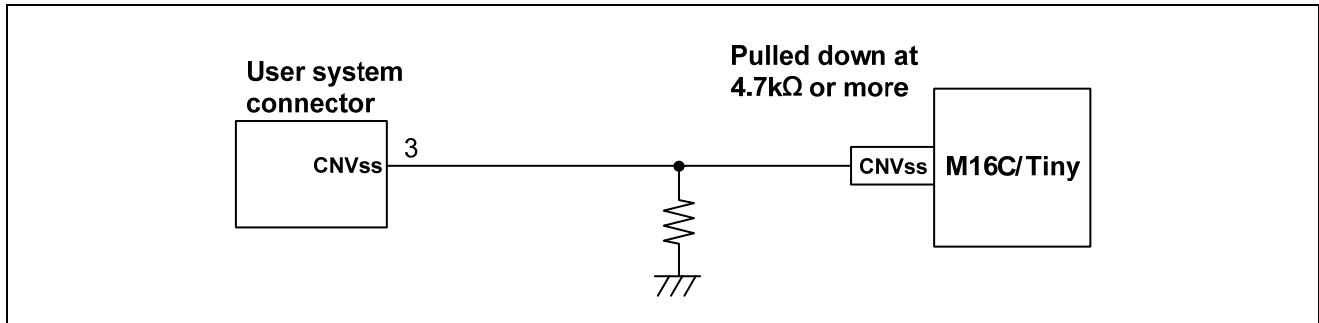 User system
connector
CNVss
3
Pulled down at
4.7kΩ or more
CNVss
M16C/Tiny